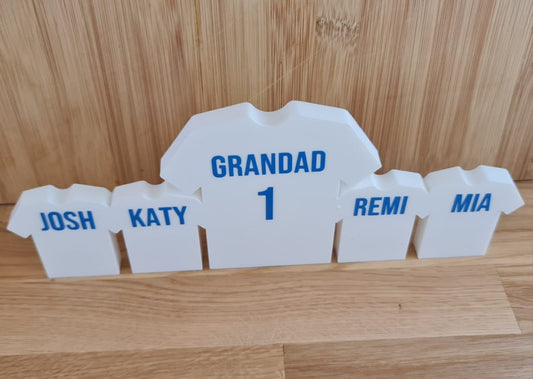 JOSH
KATY
GRANDAD
1
REMI
MIA